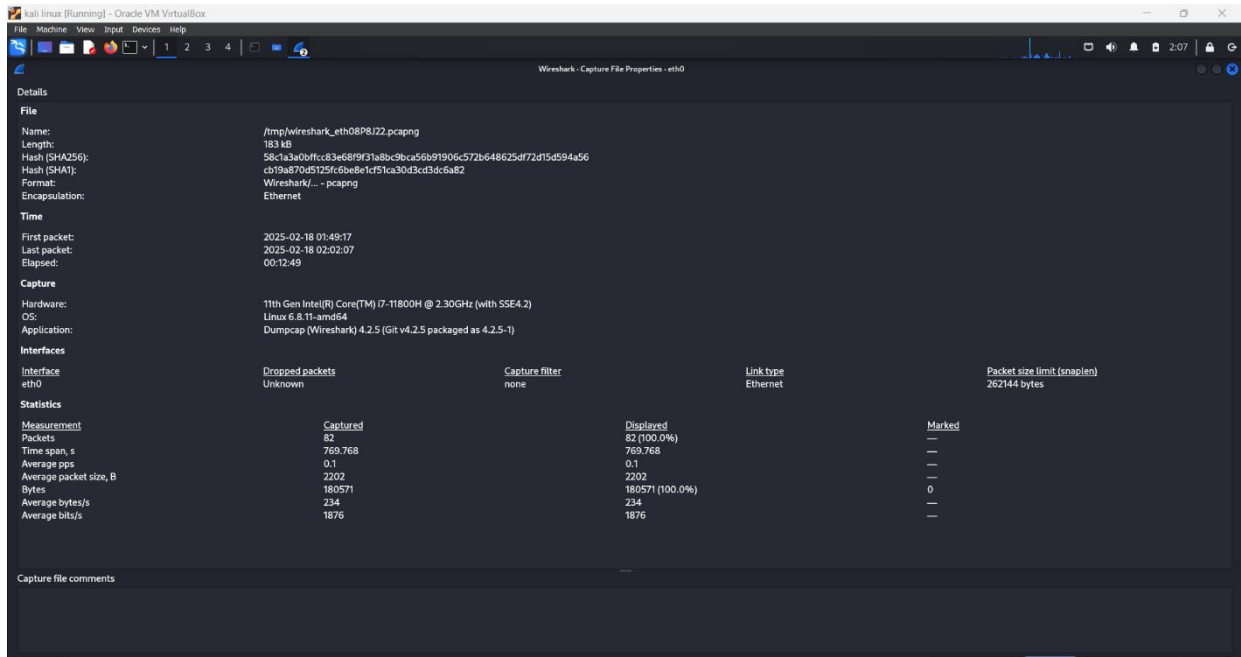 kali linux [Running] - Oracle VM VirtualBox
File Machine View Input Devices Help
1 2 3 4 2:07
Wireshark · Capture File Properties · eth0
Details
File
Name: /tmp/wireshark_eth08P8J22.pcapng
Length: 183 kB
Hash (SHA256): 58c1a3a0bffcc83e68f9f31a8bc9bca56b91906c572b648625df72d15d594a56
Hash (SHA1): cb19a870d5125fc6be8e1cf51ca30d3cd3dc6a82
Format: Wireshark/... - pcapng
Encapsulation: Ethernet
Time
First packet: 2025-02-18 01:49:17
Last packet: 2025-02-18 02:02:07
Elapsed: 00:12:49
Capture
Hardware: 11th Gen Intel(R) Core(TM) i7-11800H @ 2.30GHz (with SSE4.2)
OS: Linux 6.8.11-amd64
Application: Dumpcap (Wireshark) 4.2.5 (Git v4.2.5 packaged as 4.2.5-1)
Interfaces
Interface Dropped packets Capture filter Link type Packet size limit (snaplen)
eth0 Unknown none Ethernet 262144 bytes
Statistics
Measurement Captured Displayed Marked
Packets 82 82 (100.0%) —
Time span, s 769.768 769.768 —
Average pps 0.1 0.1 —
Average packet size, B 2202 2202 —
Bytes 180571 180571 (100.0%) 0
Average bytes/s 234 234 —
Average bits/s 1876 1876 —
Capture file comments